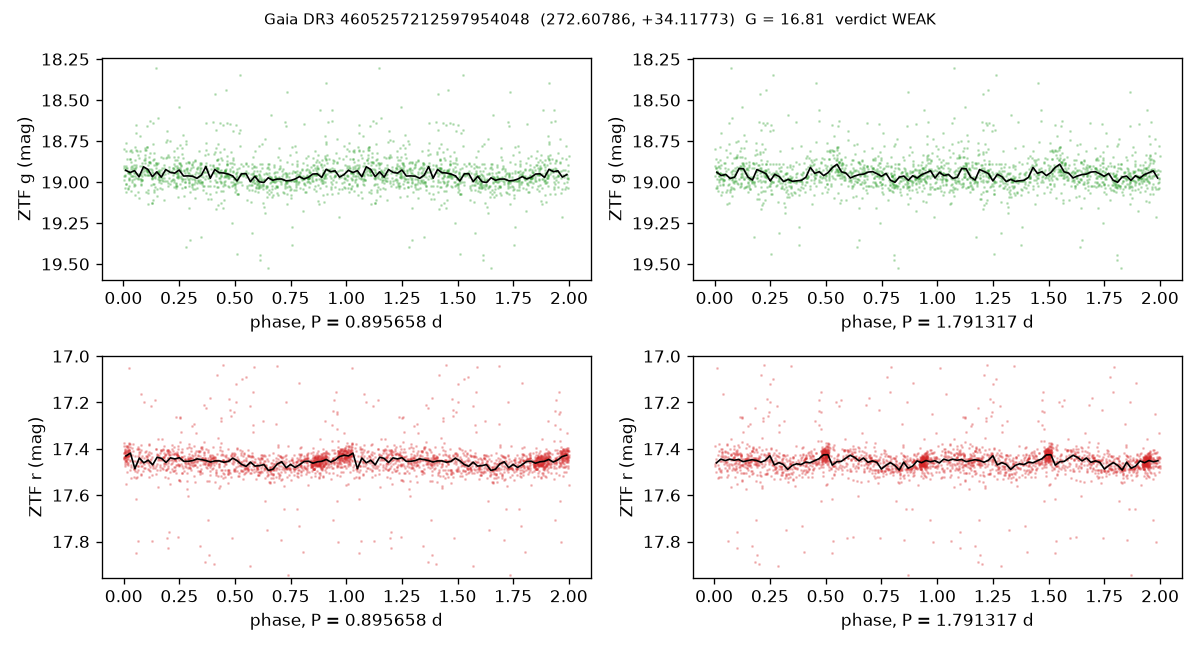 Gaia DR3 4605257212597954048 (272.60786, +34.11773) G = 16.81 verdict WEAK
18.25
18.50
18.75
19.00
19.25
19.50
ZTF g (mag)
0.00 0.25 0.50 0.75 1.00 1.25 1.50 1.75 2.00
phase, P = 0.895658 d
18.25
18.50
18.75
19.00
19.25
19.50
ZTF g (mag)
0.00 0.25 0.50 0.75 1.00 1.25 1.50 1.75 2.00
phase, P = 1.791317 d
17.0
17.2
17.4
17.6
17.8
ZTF r (mag)
0.00 0.25 0.50 0.75 1.00 1.25 1.50 1.75 2.00
phase, P = 0.895658 d
17.0
17.2
17.4
17.6
17.8
ZTF r (mag)
0.00 0.25 0.50 0.75 1.00 1.25 1.50 1.75 2.00
phase, P = 1.791317 d